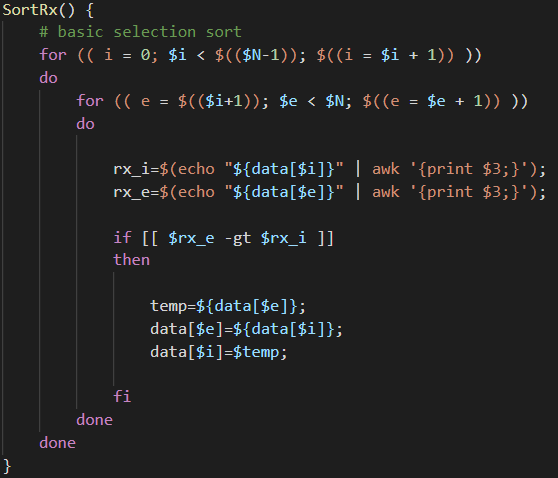 SortRx() {
# basic selection sort
for (( i = 0; $i < $(($N-1)); $((i = $i + 1)) ))
do
for (( e = $(($i+1)); $e < $N; $((e = $e + 1)) ))
do
rx_i=$(echo "${data[$i]}" | awk '{print $3;}');
rx_e=$(echo "${data[$e]}" | awk '{print $3;}');
if [[ $rx_e -gt $rx_i ]]
then
temp=${data[$e]};
data[$e]=${data[$i]};
data[$i]=$temp;
fi
done
done
}